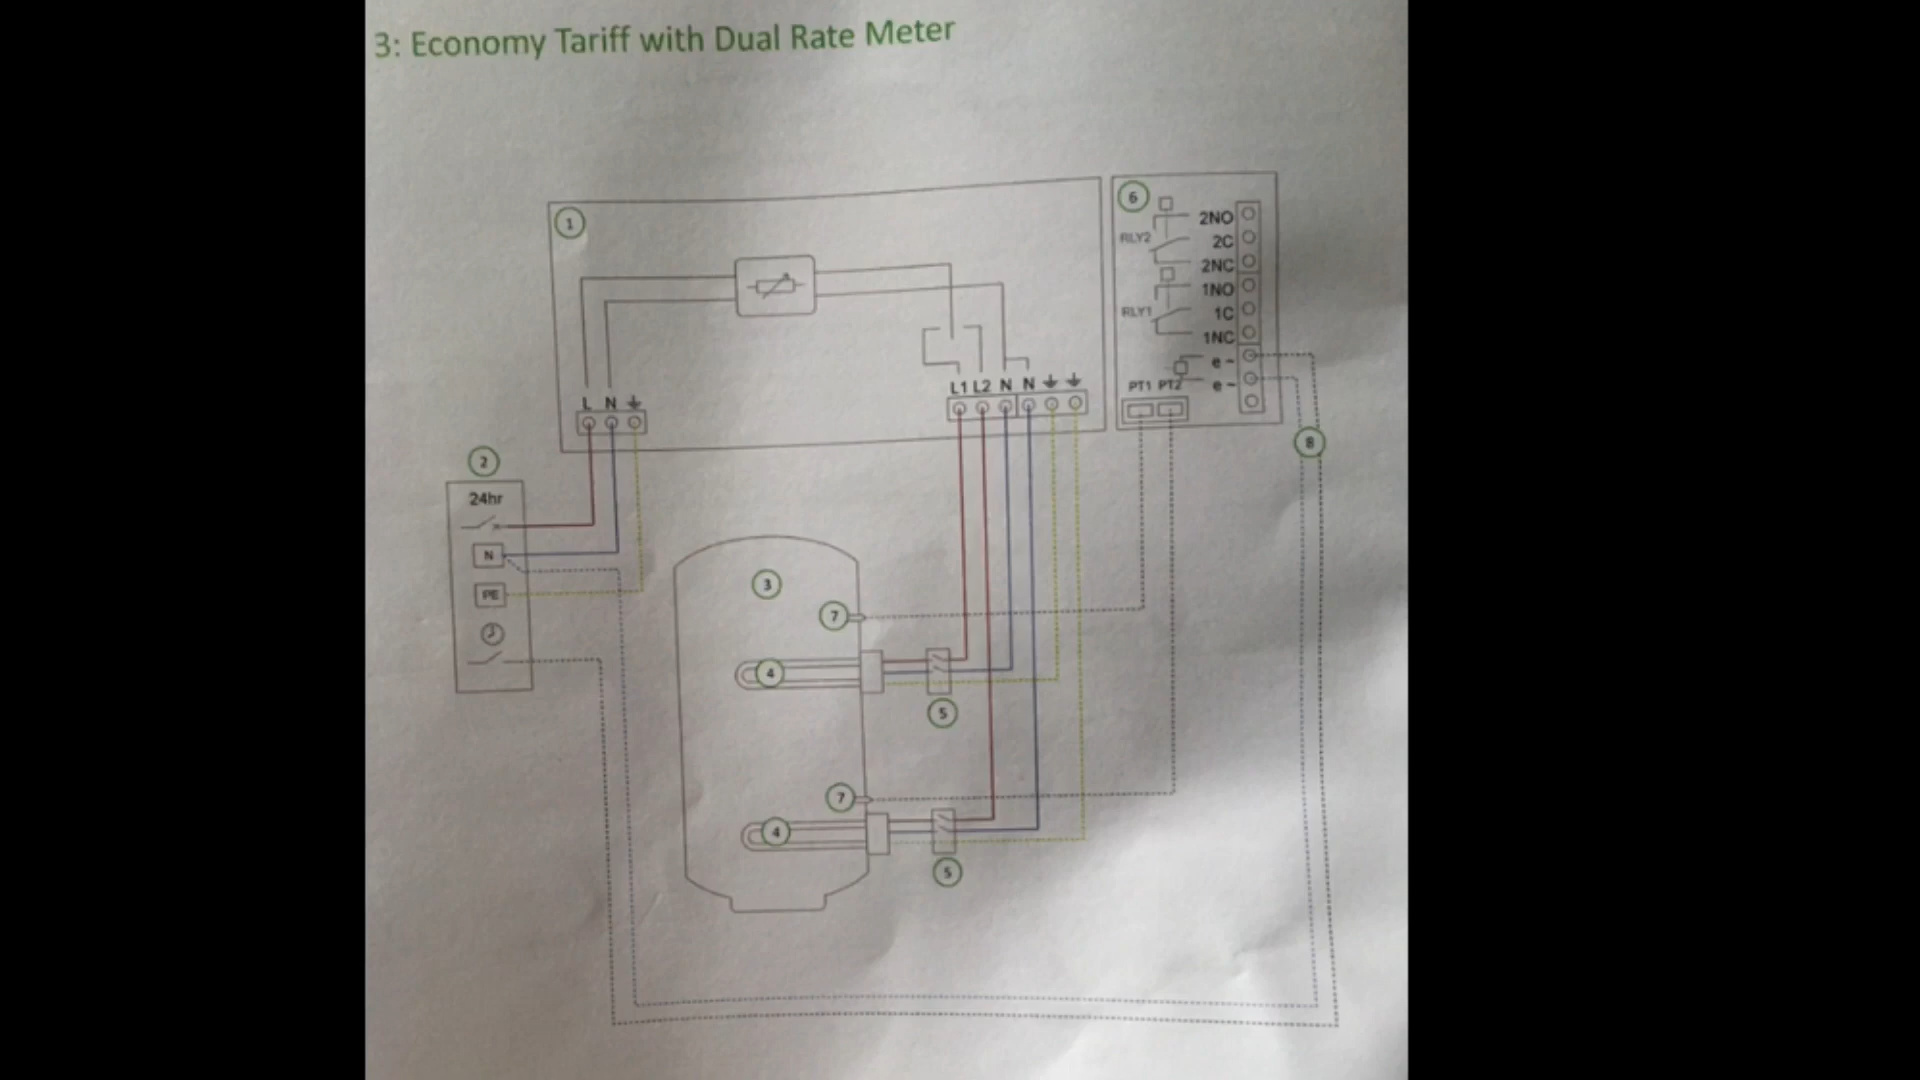 3: Economy Tariff with Dual Rate Meter
1
6
2NO
RLY2
2C
2NC
1NO
RLY1
1C
1NC
e ~
PT1 PT2
e ~
L1 L2 N N
L N
8
2
24hr
N
PE
3
7
4
5
7
4
5